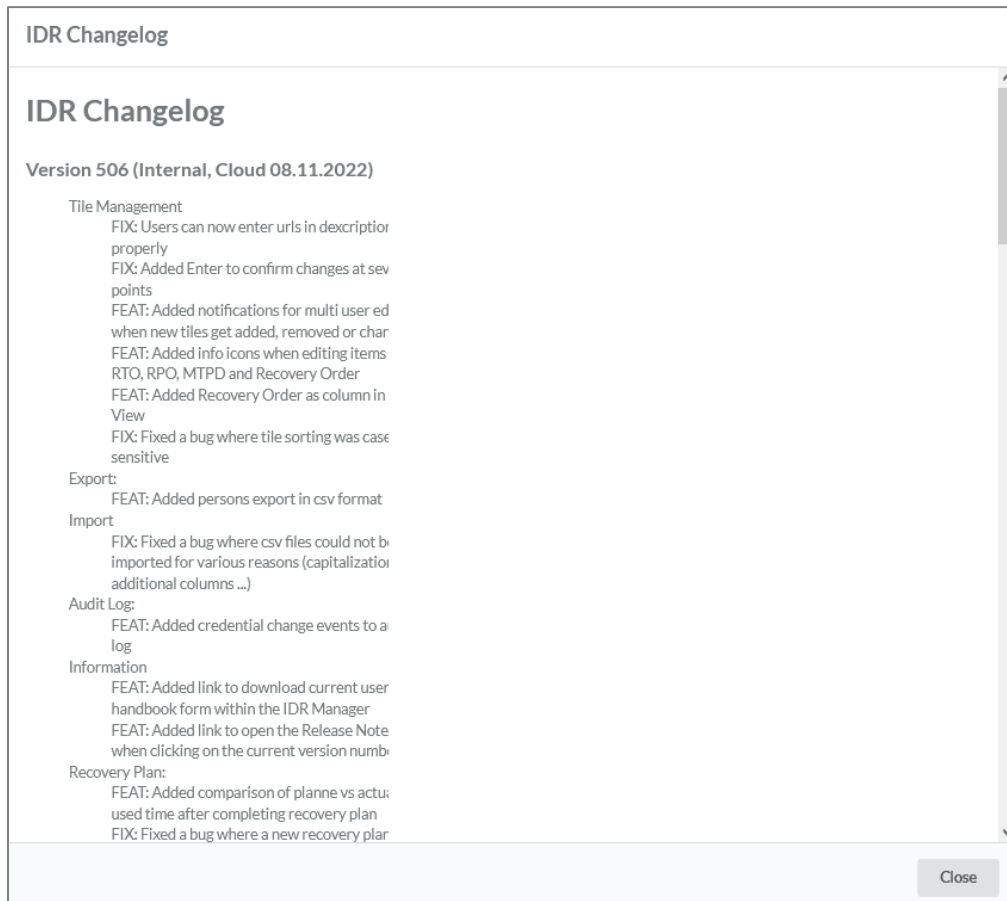 IDR Changelog
IDR Changelog
Version 506 (Internal, Cloud 08.11.2022)
Tile Management
FIX: Users can now enter urls in dexcription
properly
FIX: Added Enter to confirm changes at sev
points
FEAT: Added notifications for multi user ed
when new tiles get added, removed or char
FEAT: Added info icons when editing items
RTO, RPO, MTPD and Recovery Order
FEAT: Added Recovery Order as column in
View
FIX: Fixed a bug where tile sorting was case
sensitive
Export:
FEAT: Added persons export in csv format
Import
FIX: Fixed a bug where csv files could not b
imported for various reasons (capitalization
additional columns ...)
Audit Log:
FEAT: Added credential change events to a
log
Information
FEAT: Added link to download current user
handbook form within the IDR Manager
FEAT: Added link to open the Release Note
when clicking on the current version numb
Recovery Plan:
FEAT: Added comparison of planne vs actu
used time after completing recovery plan
FIX: Fixed a bug where a new recovery plan
Close